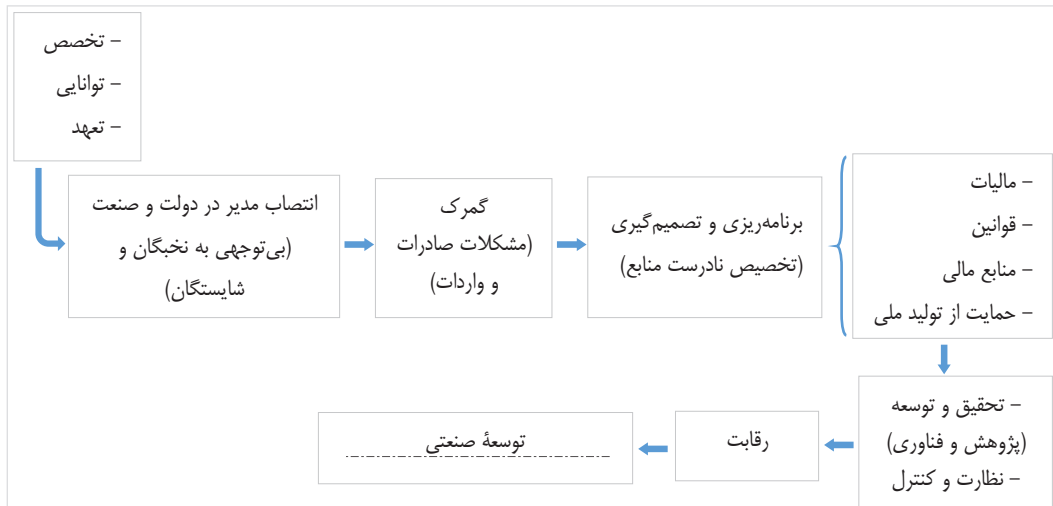 – تخصص
– توانایی
– تعهد
انتصاب مدیر در دولت و صنعت
(بی‌توجهی به نخبگان و
شایستگان)
گمرک
(مشکلات صادرات
و واردات)
برنامه‌ریزی و تصمیم‌گیری
(تخصیص نادرست منابع)
– مالیات
– قوانین
– منابع مالی
– حمایت از تولید ملی
– تحقیق و توسعه
(پژوهش و فناوری)
– نظارت و کنترل
رقابت
توسعهٔ صنعتی